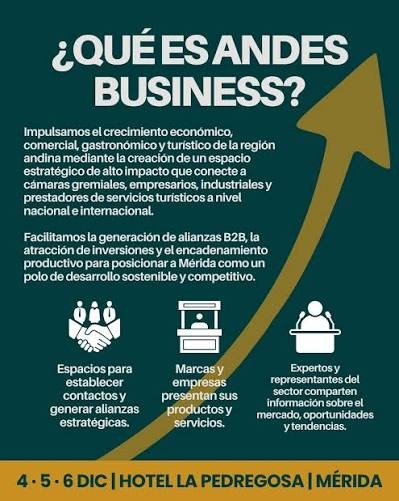 ¿QUÉ ES ANDES
BUSINESS?
Impulsamos el crecimiento económico,
comercial, gastronómico y turístico de la región
andina mediante la creación de un espacio
estratégico de alto impacto que conecte a
cámaras gremiales, empresarios, industriales y
prestadores de servicios turísticos a nivel
nacional e internacional.
Facilitamos la generación de alianzas B2B, la
atracción de inversiones y el encadenamiento
productivo para posicionar a Mérida como un
polo de desarrollo sostenible y competitivo.
Espacios para
establecer
contactos y
generar alianzas
estratégicas.
Marcas y
empresas
presentan sus
productos y
servicios.
Expertos y
representantes del
sector comparten
información sobre el
mercado, oportunidades
y tendencias.
4 · 5 · 6 DIC | HOTEL LA PEDREGOSA | MÉRIDA